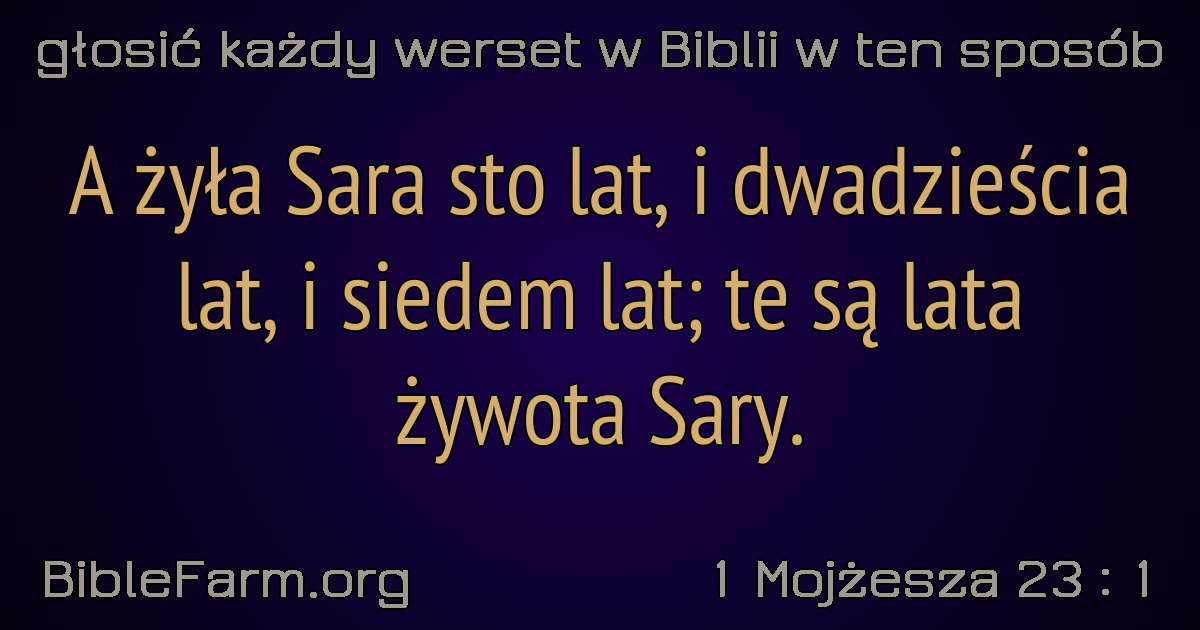 głosić każdy werset w Biblii w ten sposób
A żyła Sara sto lat, i dwadzieścia
lat, i siedem lat; te są lata
żywota Sary.
BibleFarm.org
1 Mojżesza 23 : 1